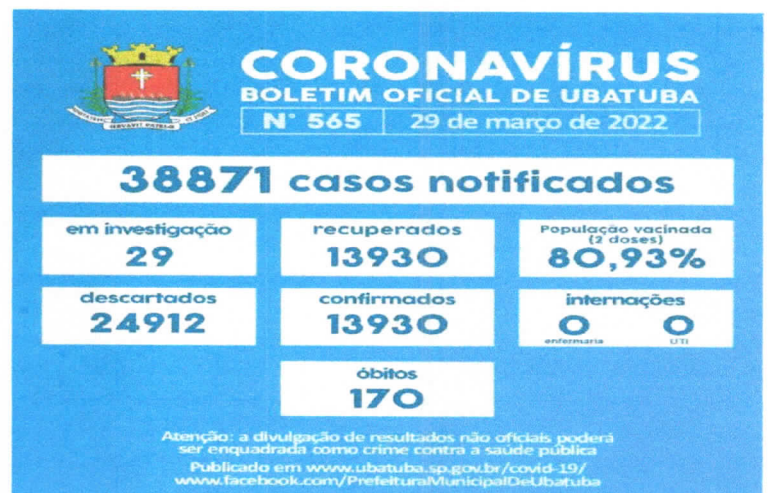 CORONAVÍRUS
BOLETIM OFICIAL DE UBATUBA
N° 565 29 de março de 2022
38871 casos notificados
em investigação
29
recuperados
13930
População vacinada
(2 doses)
80,93%
descartados
24912
confirmados
13930
internações
0 0
enfermaria UTI
óbitos
170
Atenção: a divulgação de resultados não oficiais poderá
ser enquadrada como crime contra a saúde pública
Publicado em www.ubatuba.sp.gov.br/covid-19/
www.facebook.com/PrefeituraMunicipalDeUbatuba